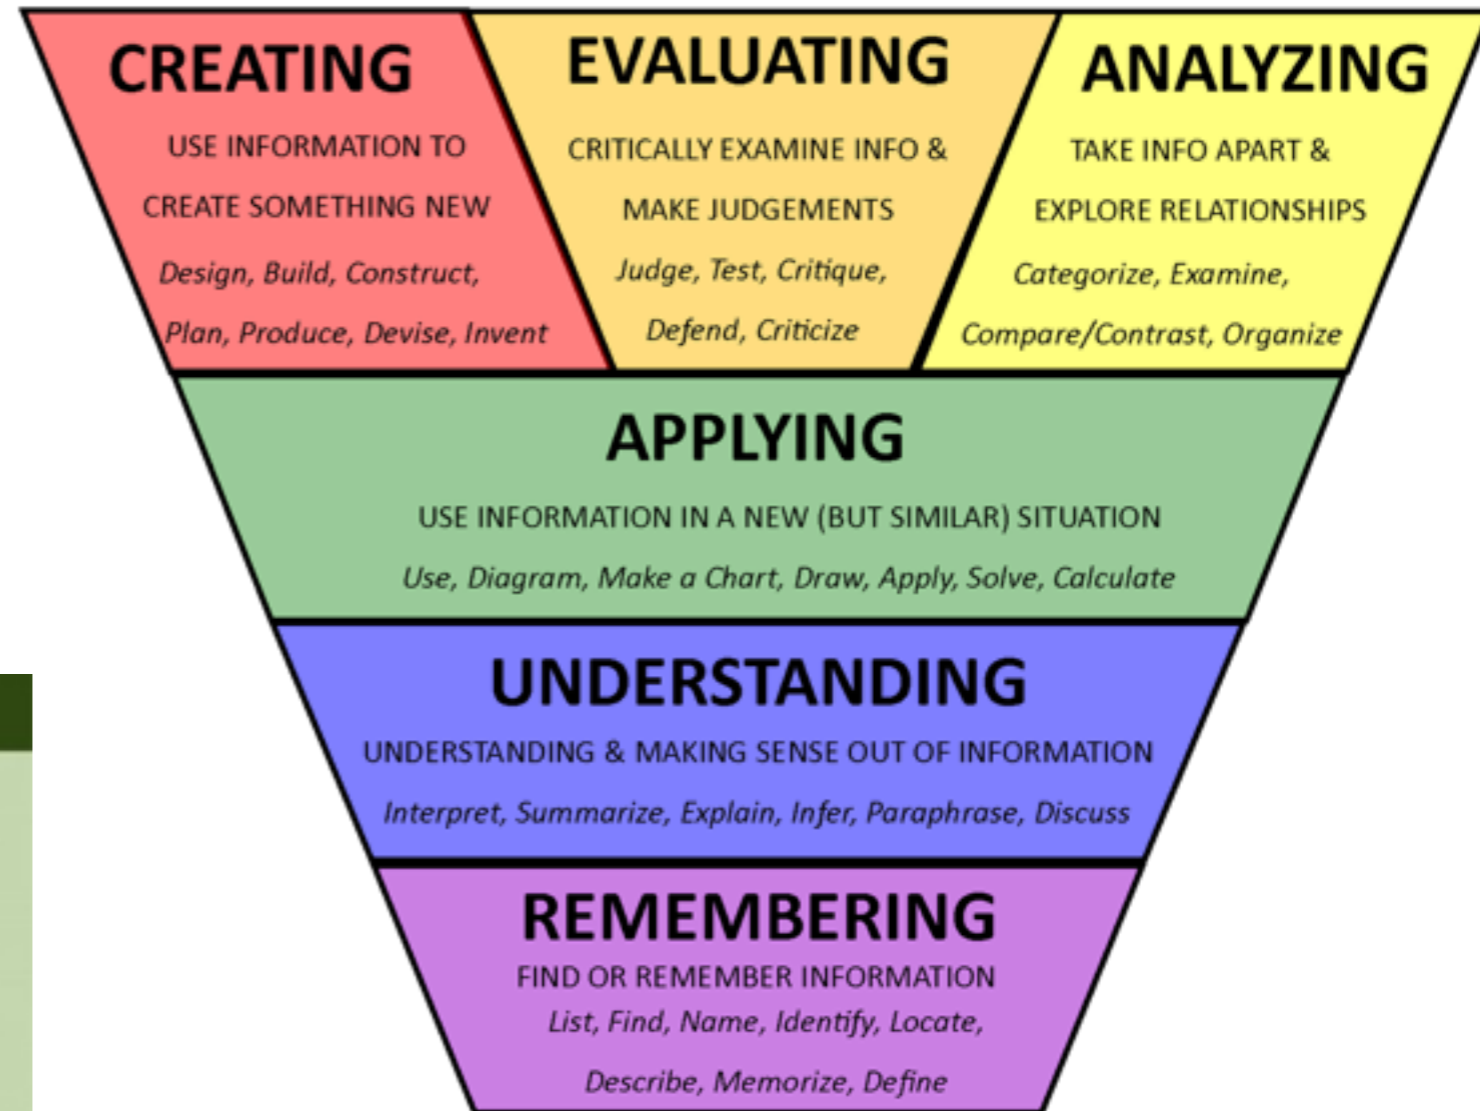 CREATING
USE INFORMATION TO
CREATE SOMETHING NEW
Design, Build, Construct,
Plan, Produce, Devise, Invent
EVALUATING
CRITICALLY EXAMINE INFO &
MAKE JUDGEMENTS
Judge, Test, Critique,
Defend, Criticize
ANALYZING
TAKE INFO APART &
EXPLORE RELATIONSHIPS
Categorize, Examine,
Compare/Contrast, Organize
APPLYING
USE INFORMATION IN A NEW (BUT SIMILAR) SITUATION
Use, Diagram, Make a Chart, Draw, Apply, Solve, Calculate
UNDERSTANDING
UNDERSTANDING & MAKING SENSE OUT OF INFORMATION
Interpret, Summarize, Explain, Infer, Paraphrase, Discuss
REMEMBERING
FIND OR REMEMBER INFORMATION
List, Find, Name, Identify, Locate,
Describe, Memorize, Define